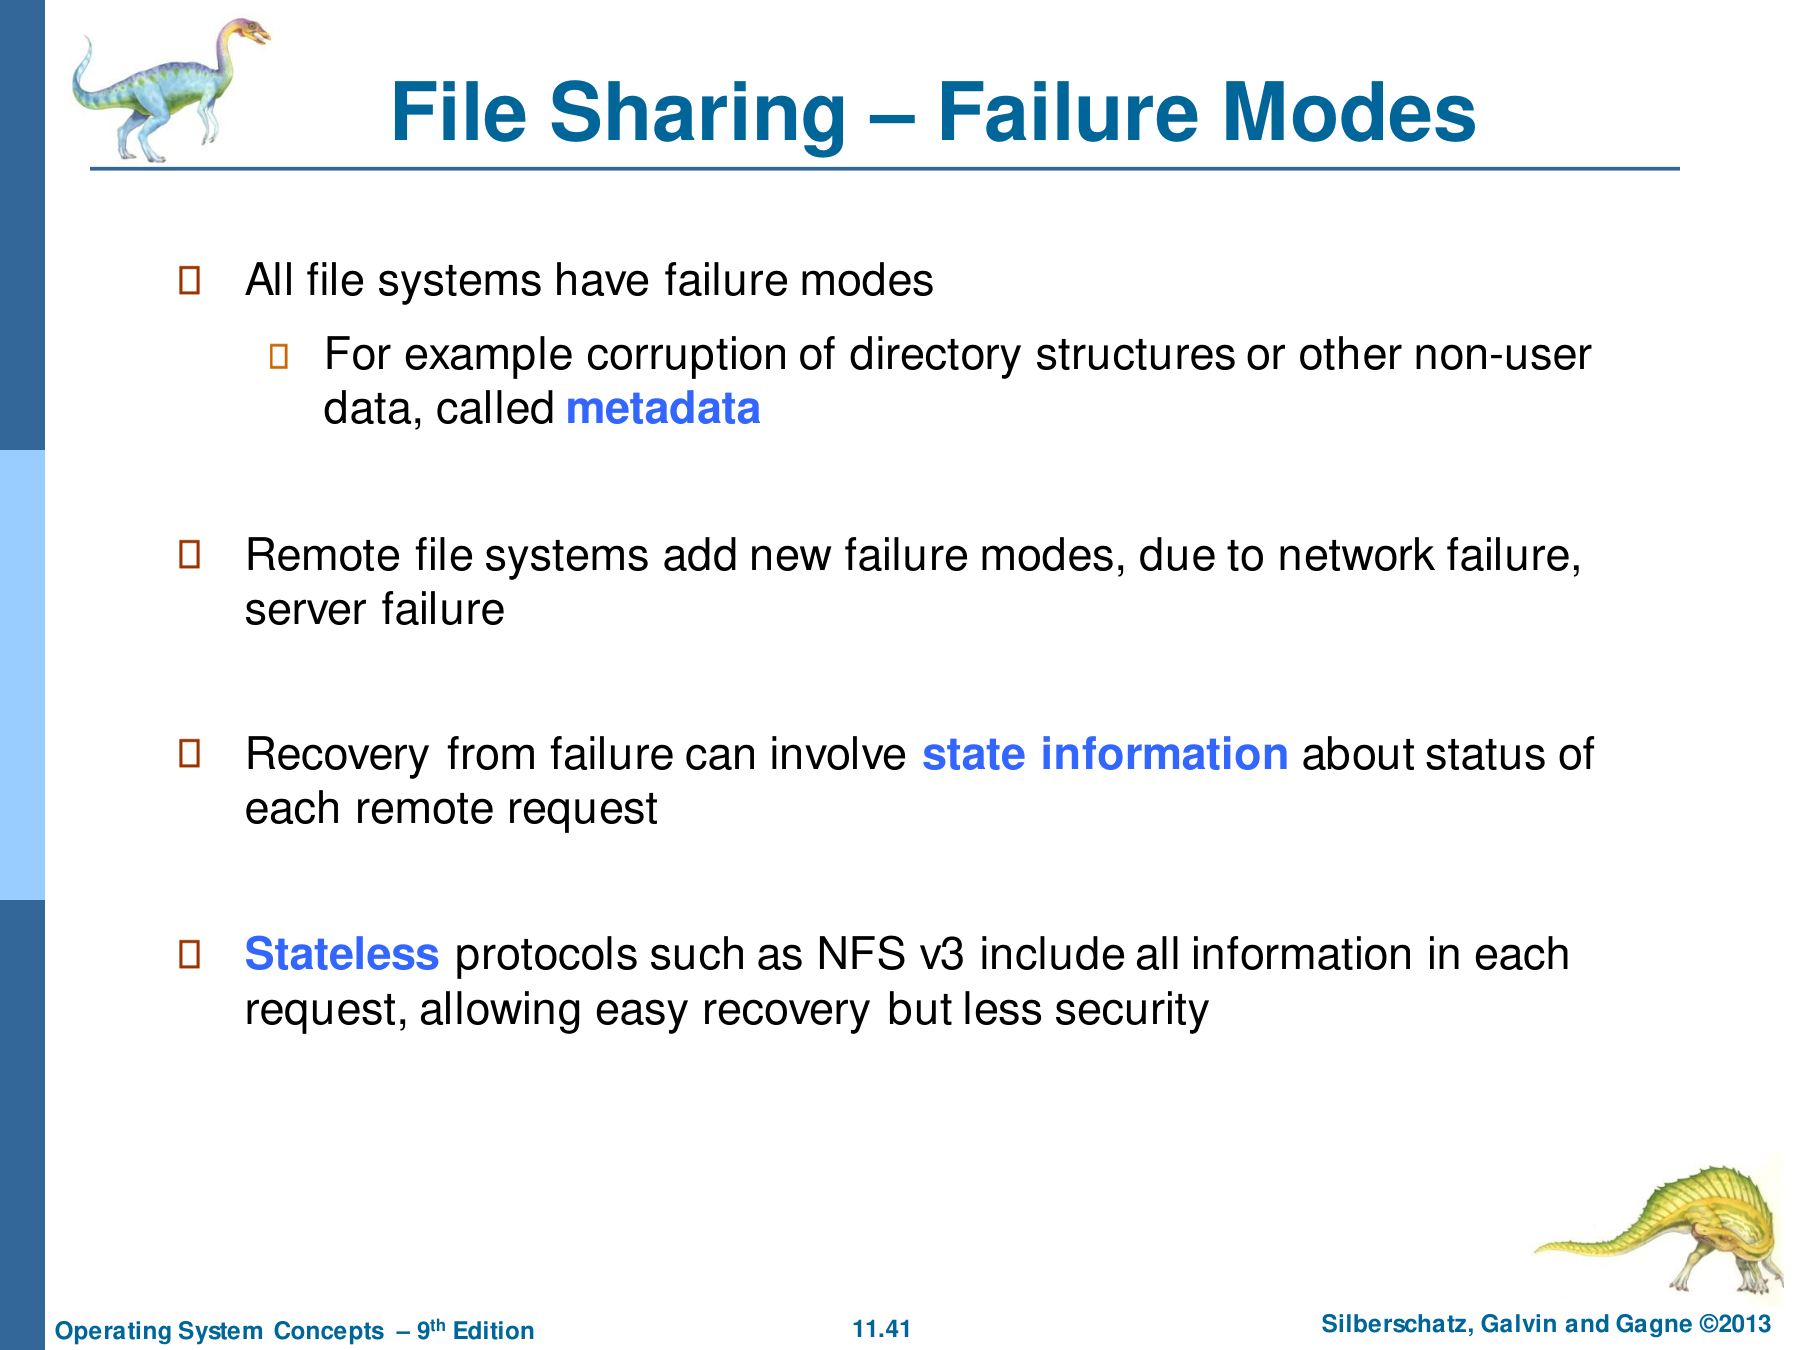 File Sharing – Failure Modes
All file systems have failure modes
For example corruption of directory structures or other non-user
data, called metadata
Remote file systems add new failure modes, due to network failure,
server failure
Recovery from failure can involve state information about status of
each remote request
Stateless protocols such as NFS v3 include all information in each
request, allowing easy recovery but less security
Operating System Concepts – 9th Edition
11.41
Silberschatz, Galvin and Gagne ©2013